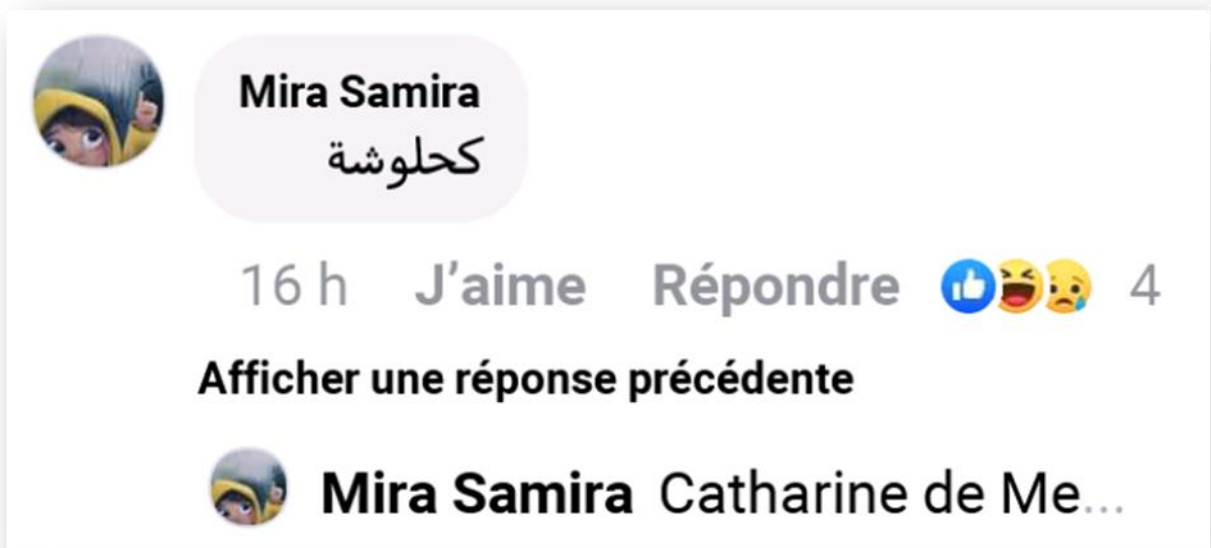 Mira Samira
كحلوشة
16 h J’aime Répondre 4
Afficher une réponse précédente
Mira Samira Catharine de Me...